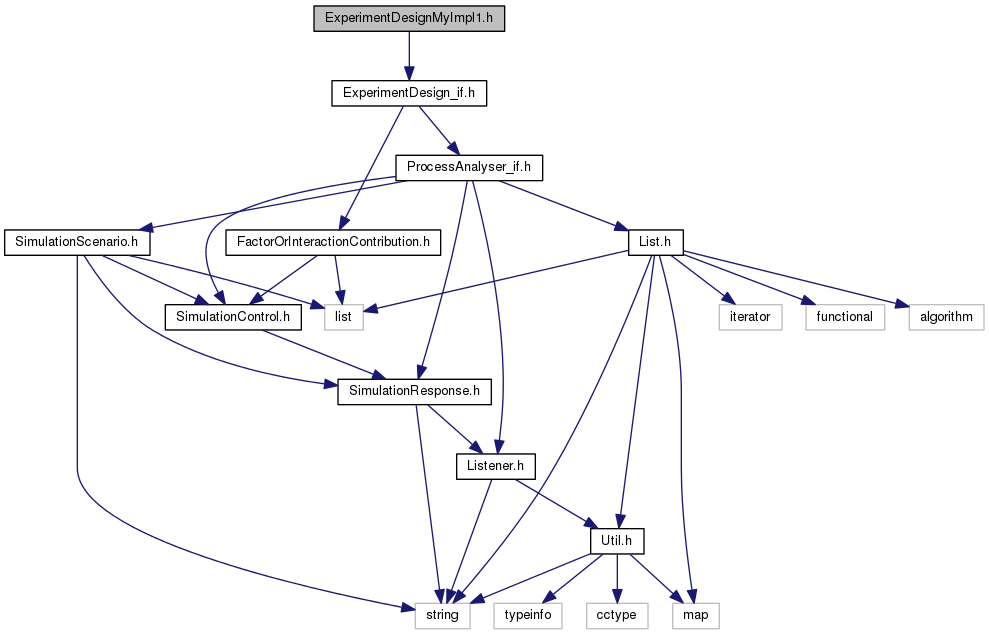 ExperimentDesignMyImpl1.h
ExperimentDesign_if.h
ProcessAnalyser_if.h
SimulationScenario.h
FactorOrInteractionContribution.h
List.h
SimulationControl.h
list
iterator
functional
algorithm
SimulationResponse.h
Listener.h
Util.h
string
typeinfo
cctype
map